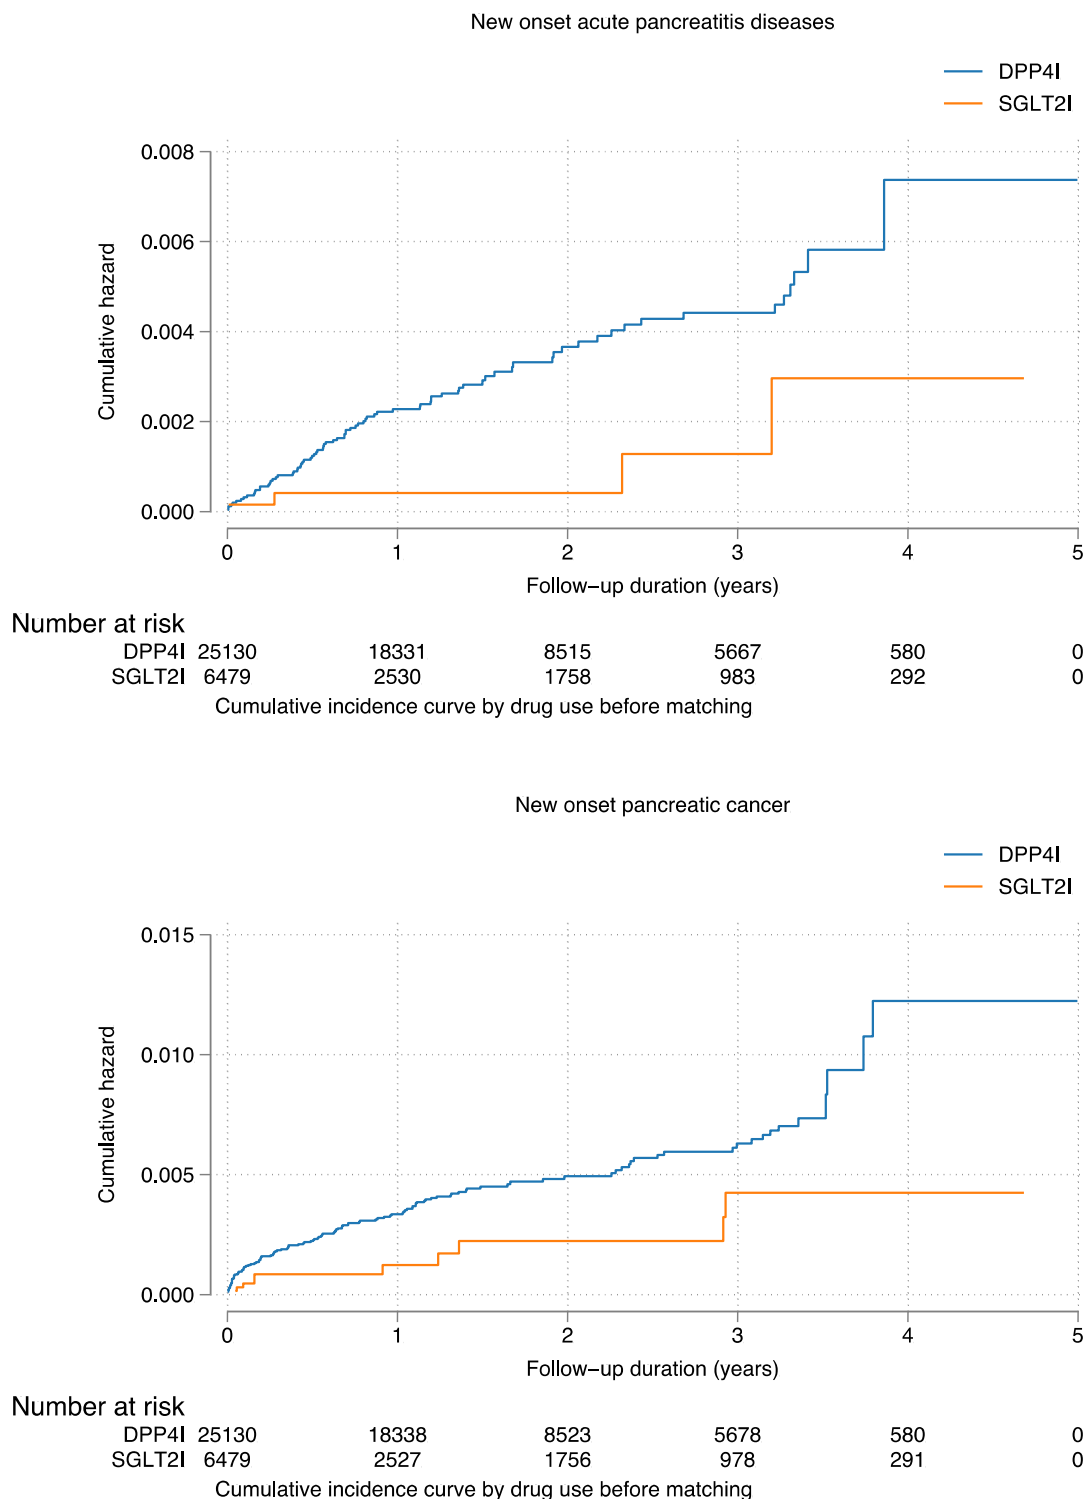 New onset acute pancreatitis diseases
DPP4I
SGLT2I
0.008
0.006
0.004
0.002
0.000
Cumulative hazard
0 1 2 3 4 5
Follow-up duration (years)
Number at risk
DPP4I 25130 18331 8515 5667 580 0
SGLT2I 6479 2530 1758 983 292 0
Cumulative incidence curve by drug use before matching
New onset pancreatic cancer
DPP4I
SGLT2I
0.015
0.010
0.005
0.000
Cumulative hazard
0 1 2 3 4 5
Follow-up duration (years)
Number at risk
DPP4I 25130 18338 8523 5678 580 0
SGLT2I 6479 2527 1756 978 291 0
Cumulative incidence curve by drug use before matching